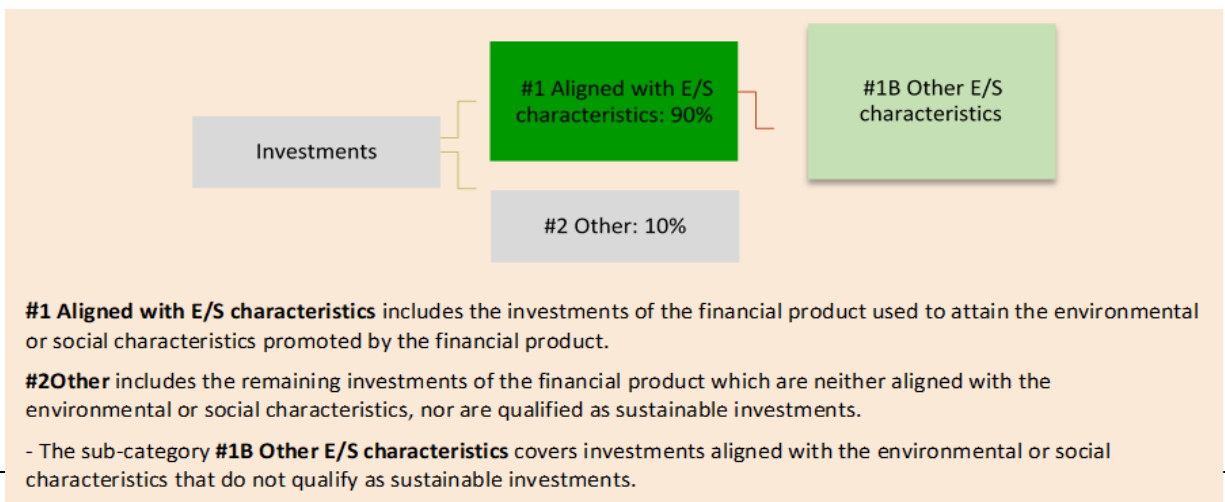 #1 Aligned with E/S
characteristics: 90%
#1B Other E/S
characteristics
Investments
#2 Other: 10%
#1 Aligned with E/S characteristics includes the investments of the financial product used to attain the environmental
or social characteristics promoted by the financial product.
#2Other includes the remaining investments of the financial product which are neither aligned with the
environmental or social characteristics, nor are qualified as sustainable investments.
- The sub-category #1B Other E/S characteristics covers investments aligned with the environmental or social
characteristics that do not qualify as sustainable investments.